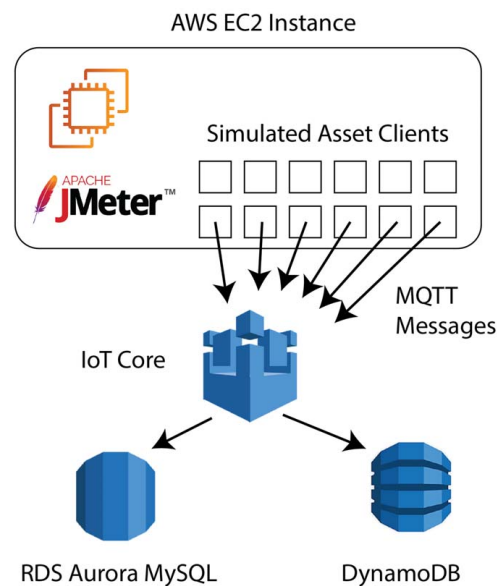 AWS EC2 Instance
Simulated Asset Clients
APACHE
JMeter™
MQTT
Messages
IoT Core
RDS Aurora MySQL
DynamoDB